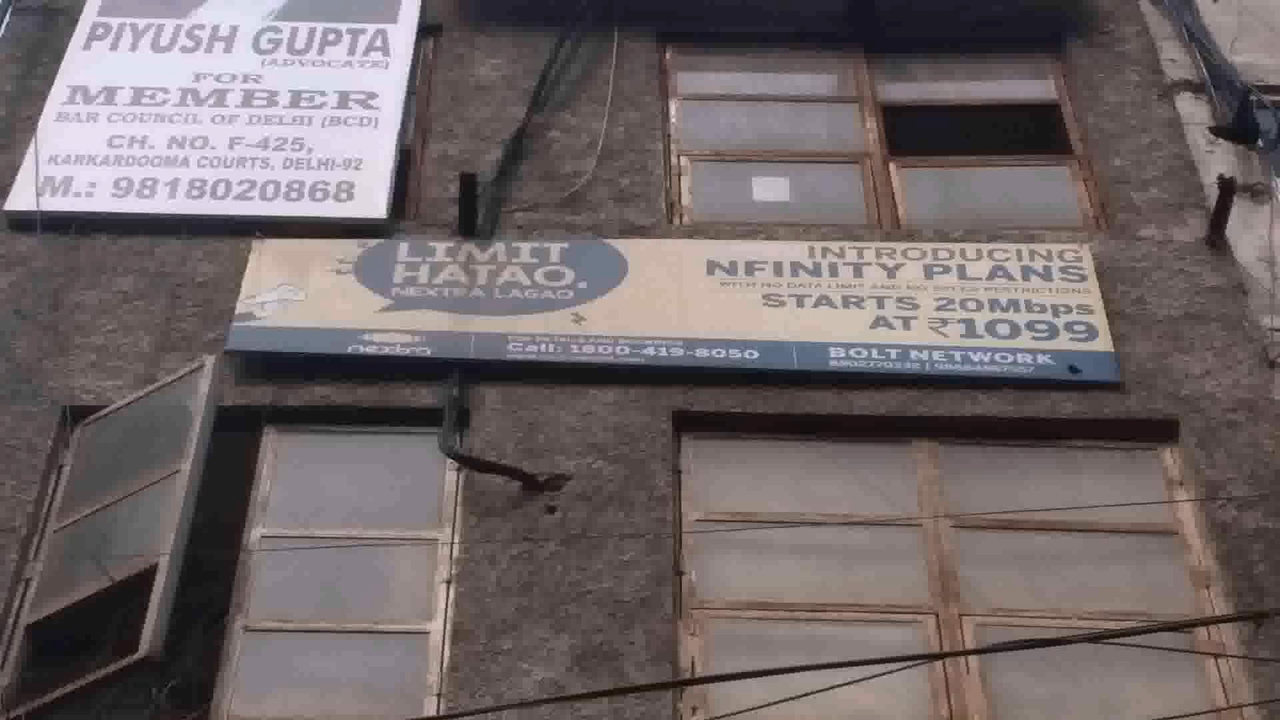 PIYUSH GUPTA
(ADVOCATE)
FOR
MEMBER
BAR COUNCIL OF DELHI (BCD)
CH. NO. F-425,
KARKARDOOMA COURTS, DELHI-92
M.: 9818020868
LIMIT
HATAO.
NEXTRA LAGAO
INTRODUCING
NFINITY PLANS
WITH NO DATA LIMIT AND NO SPEED RESTRICTIONS
STARTS 20Mbps
AT ₹1099
nextra
Call: 1800-419-8050
BOLT NETWORK